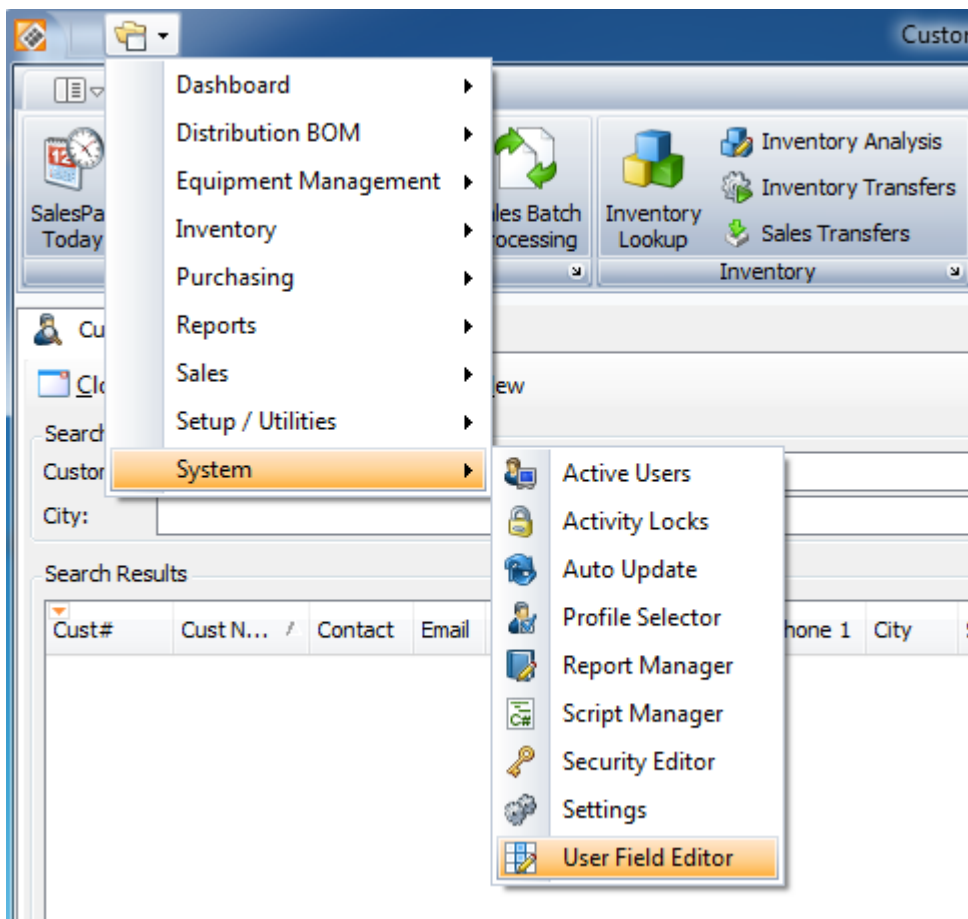 Custor
Dashboard
Distribution BOM
Equipment Management
Inventory
Purchasing
Reports
Sales
Setup / Utilities
System
SalesPa
Today
les Batch
ocessing
Inventory
Lookup
Inventory Analysis
Inventory Transfers
Sales Transfers
Inventory
Cu
Clo
ew
Search
Custor
City:
Active Users
Activity Locks
Auto Update
Profile Selector
Report Manager
Script Manager
Security Editor
Settings
User Field Editor
Search Results
Cust# Cust N... Contact Email hone 1 City